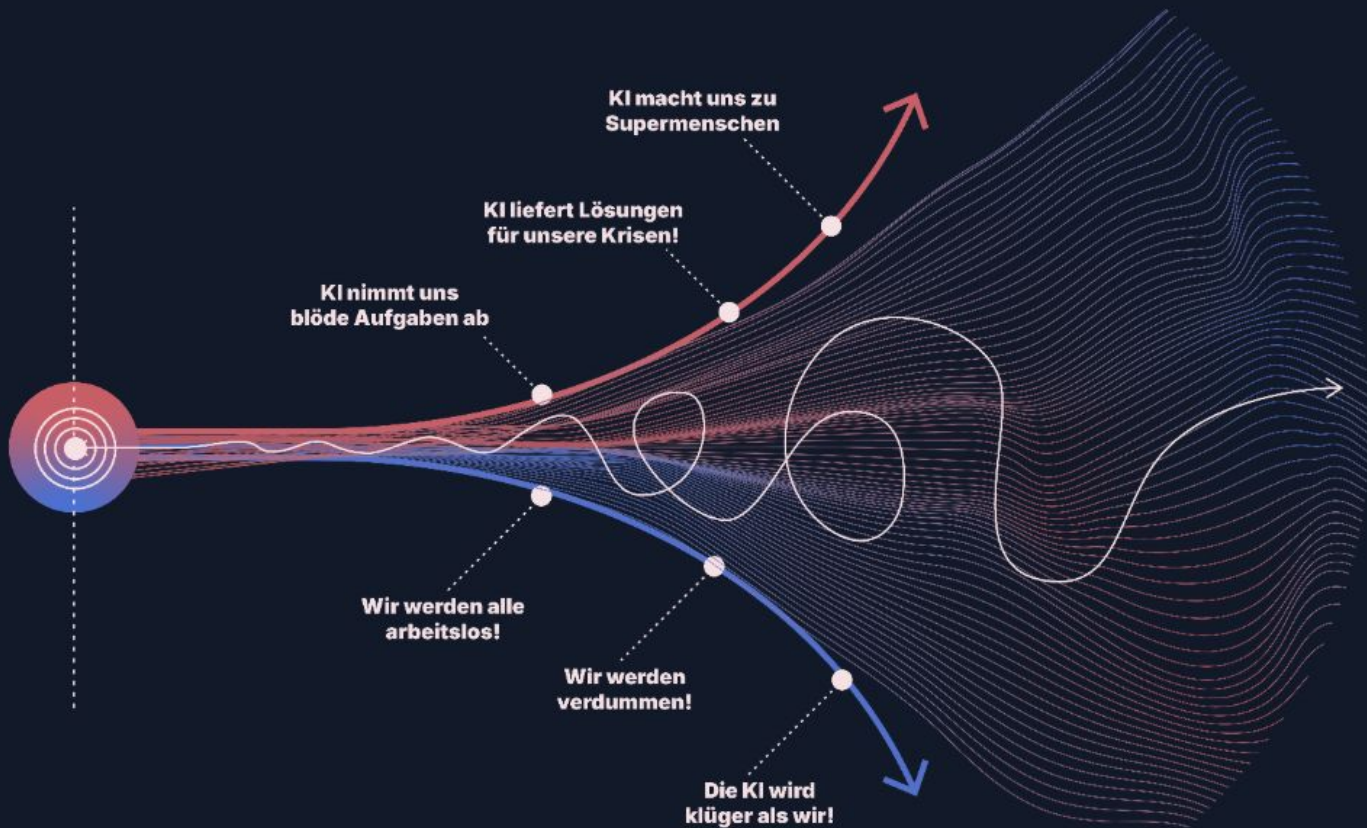 KI macht uns zu
Supermenschen
KI liefert Lösungen
für unsere Krisen!
KI nimmt uns
blöde Aufgaben ab
Wir werden alle
arbeitslos!
Wir werden
verdummen!
Die KI wird
klüger als wir!